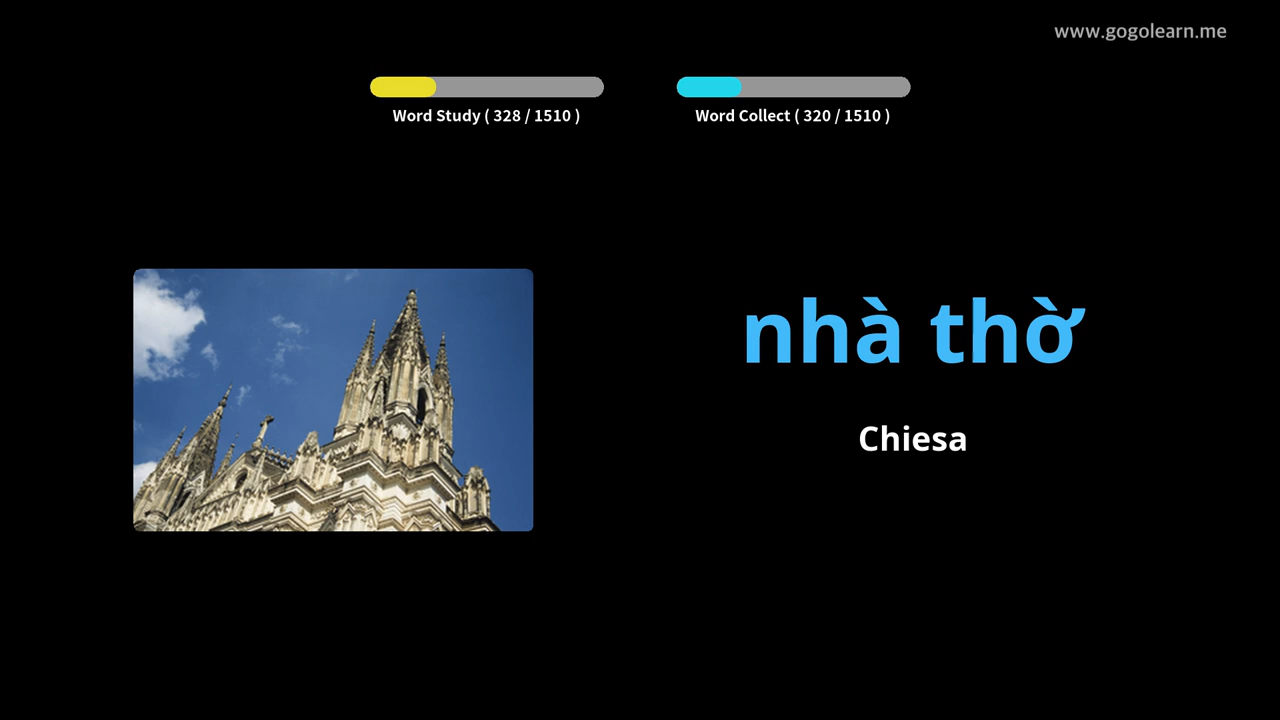 www.gogolearn.me
Word Study ( 328 / 1510 )
Word Collect ( 320 / 1510 )
nhà thờ
Chiesa